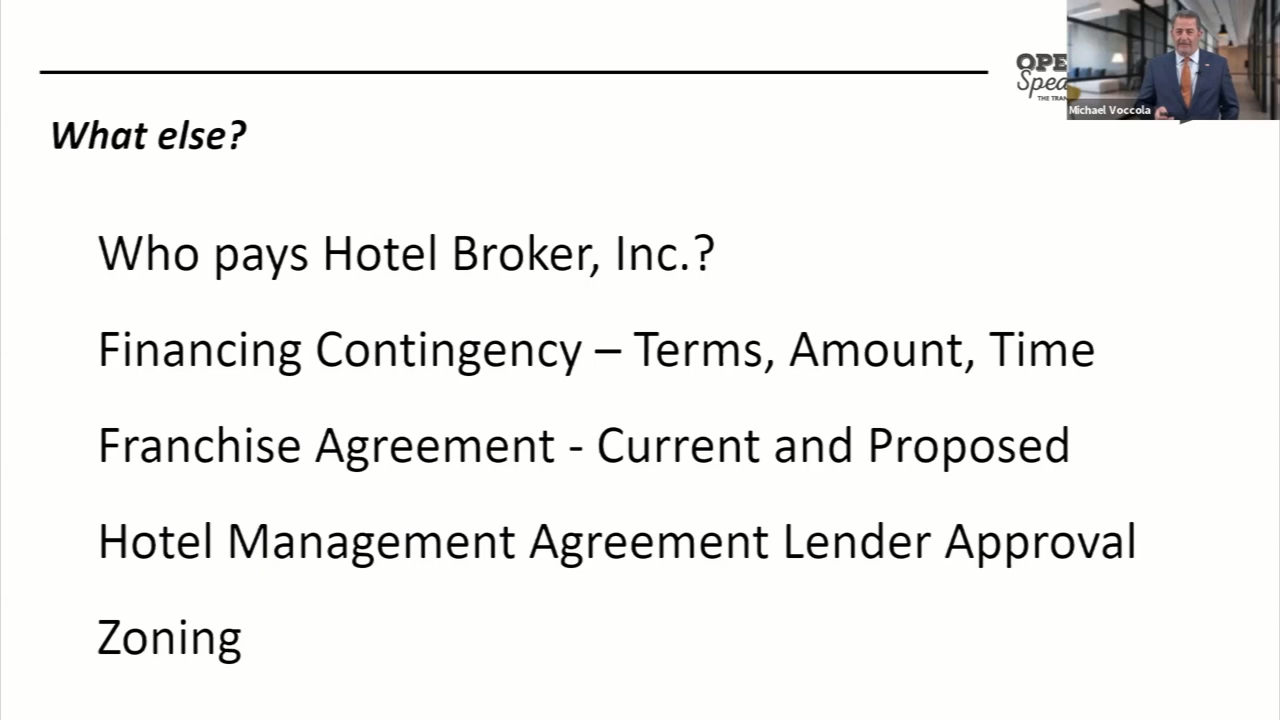 What else?
Who pays Hotel Broker, Inc.?
Financing Contingency – Terms, Amount, Time
Franchise Agreement - Current and Proposed
Hotel Management Agreement Lender Approval
Zoning
Michael Voccola